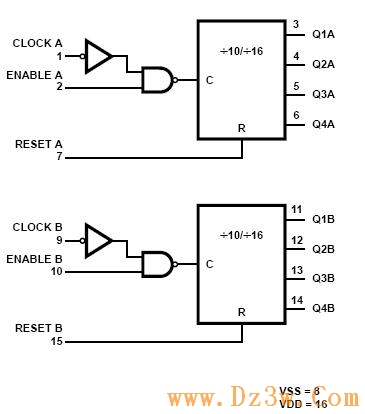 CLOCK A
1
ENABLE A
2
RESET A
7
÷10/÷16
C
R
3 Q1A
4 Q2A
5 Q3A
6 Q4A
CLOCK B
9
ENABLE B
10
RESET B
15
÷10/÷16
C
R
11 Q1B
12 Q2B
13 Q3B
14 Q4B
VSS = 8
VDD = 16
www.Dz3w.Com